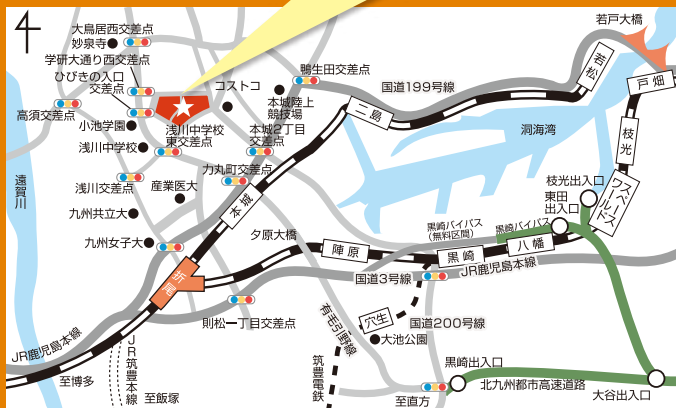 大鳥居西交差点
妙泉寺
学研大通り西交差点
ひびきの入口
交差点
高須交差点
小池学園
浅川中学校
浅川中学校
東交差点
コストコ
鴨生田交差点
本城陸上
競技場
本城2丁目
交差点
力丸町交差点
浅川交差点
産業医大
九州共立大
九州女子大
遠賀川
本城
二島
国道199号線
若松
若戸大橋
戸畑
洞海湾
枝光
スペース
ワールド
枝光出入口
東田
出入口
黒崎バイパス
(無料区間)
黒崎バイパス
夕原大橋
陣原
黒崎
八幡
国道3号線
JR鹿児島本線
折尾
則松一丁目交差点
有毛引野線
穴生
大池公園
国道200号線
JR鹿児島本線
至博多
JR筑豊本線
至飯塚
筑豊電鉄
至直方
黒崎出入口
北九州都市高速道路
大谷出入口